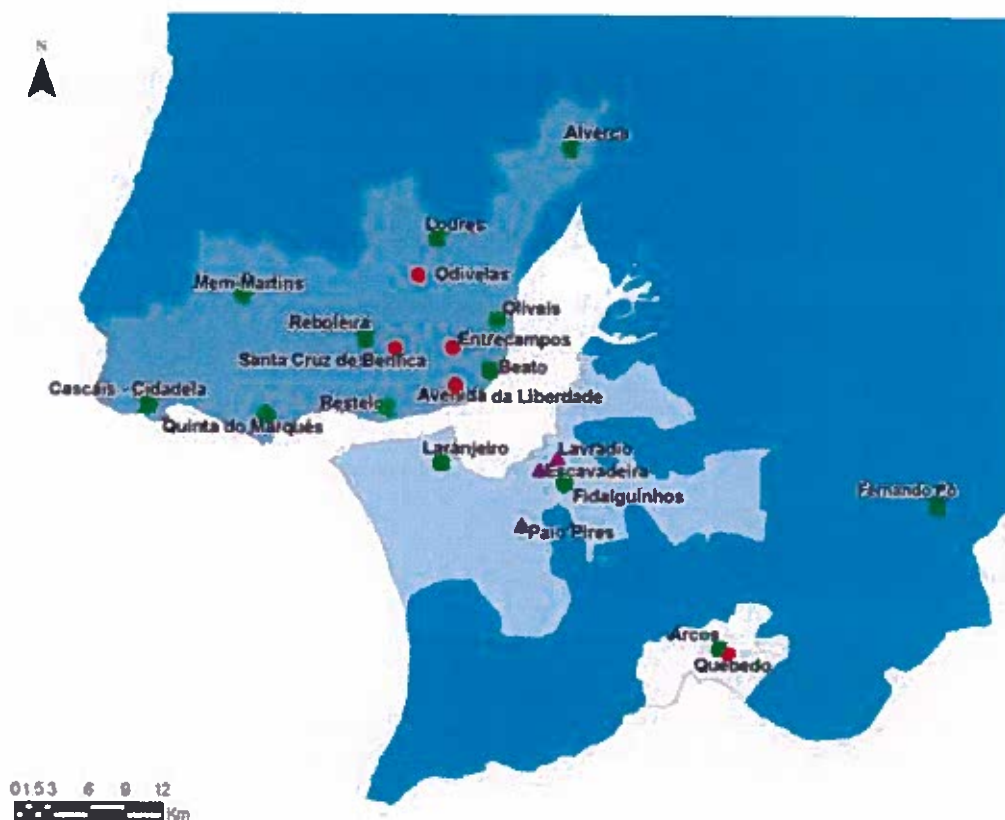 N
Alverca
Loures
Odivelas
Mem-Martins
Olivais
Reboleira
Entrecampos
Santa Cruz de Benfica
Beato
Cascais - Cidadela
Avenida da Liberdade
Restelo
Quinta do Marquês
Laranjeiro
Lavradio
Escavadeira
Fidalguinhos
Fernando Pó
Paio Pires
Arcos
Quebedo
0 1.5 3 6 9 12
Km